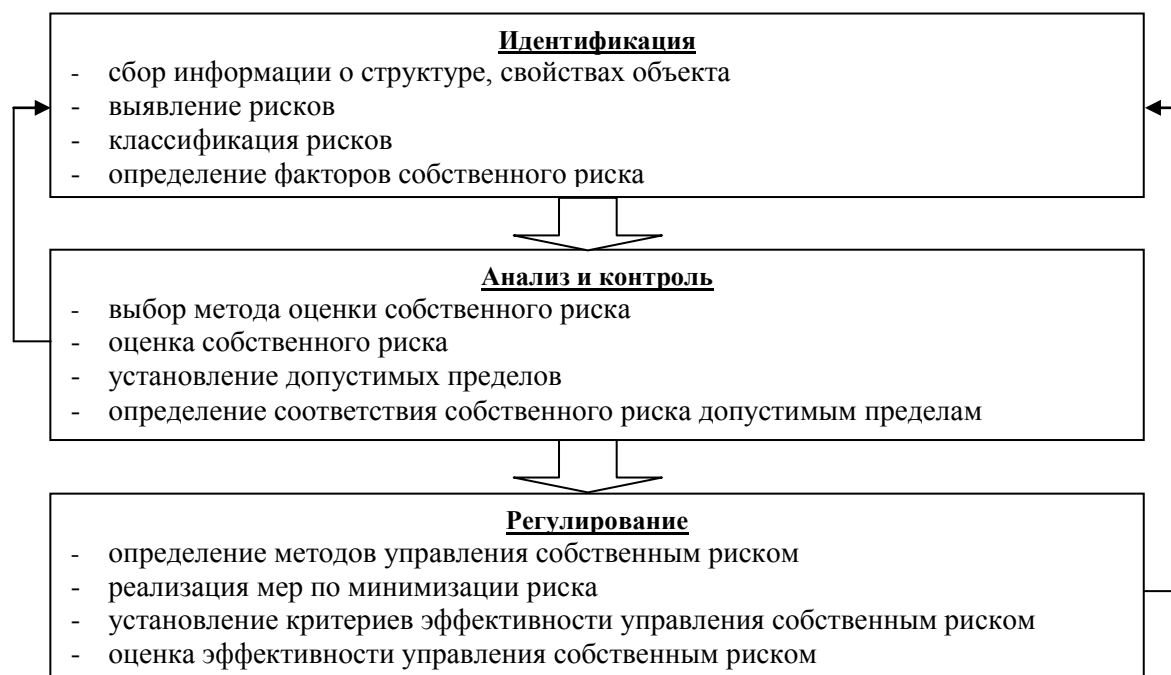 Идентификация
- сбор информации о структуре, свойствах объекта
- выявление рисков
- классификация рисков
- определение факторов собственного риска
Анализ и контроль
- выбор метода оценки собственного риска
- оценка собственного риска
- установление допустимых пределов
- определение соответствия собственного риска допустимым пределам
Регулирование
- определение методов управления собственным риском
- реализация мер по минимизации риска
- установление критериев эффективности управления собственным риском
- оценка эффективности управления собственным риском